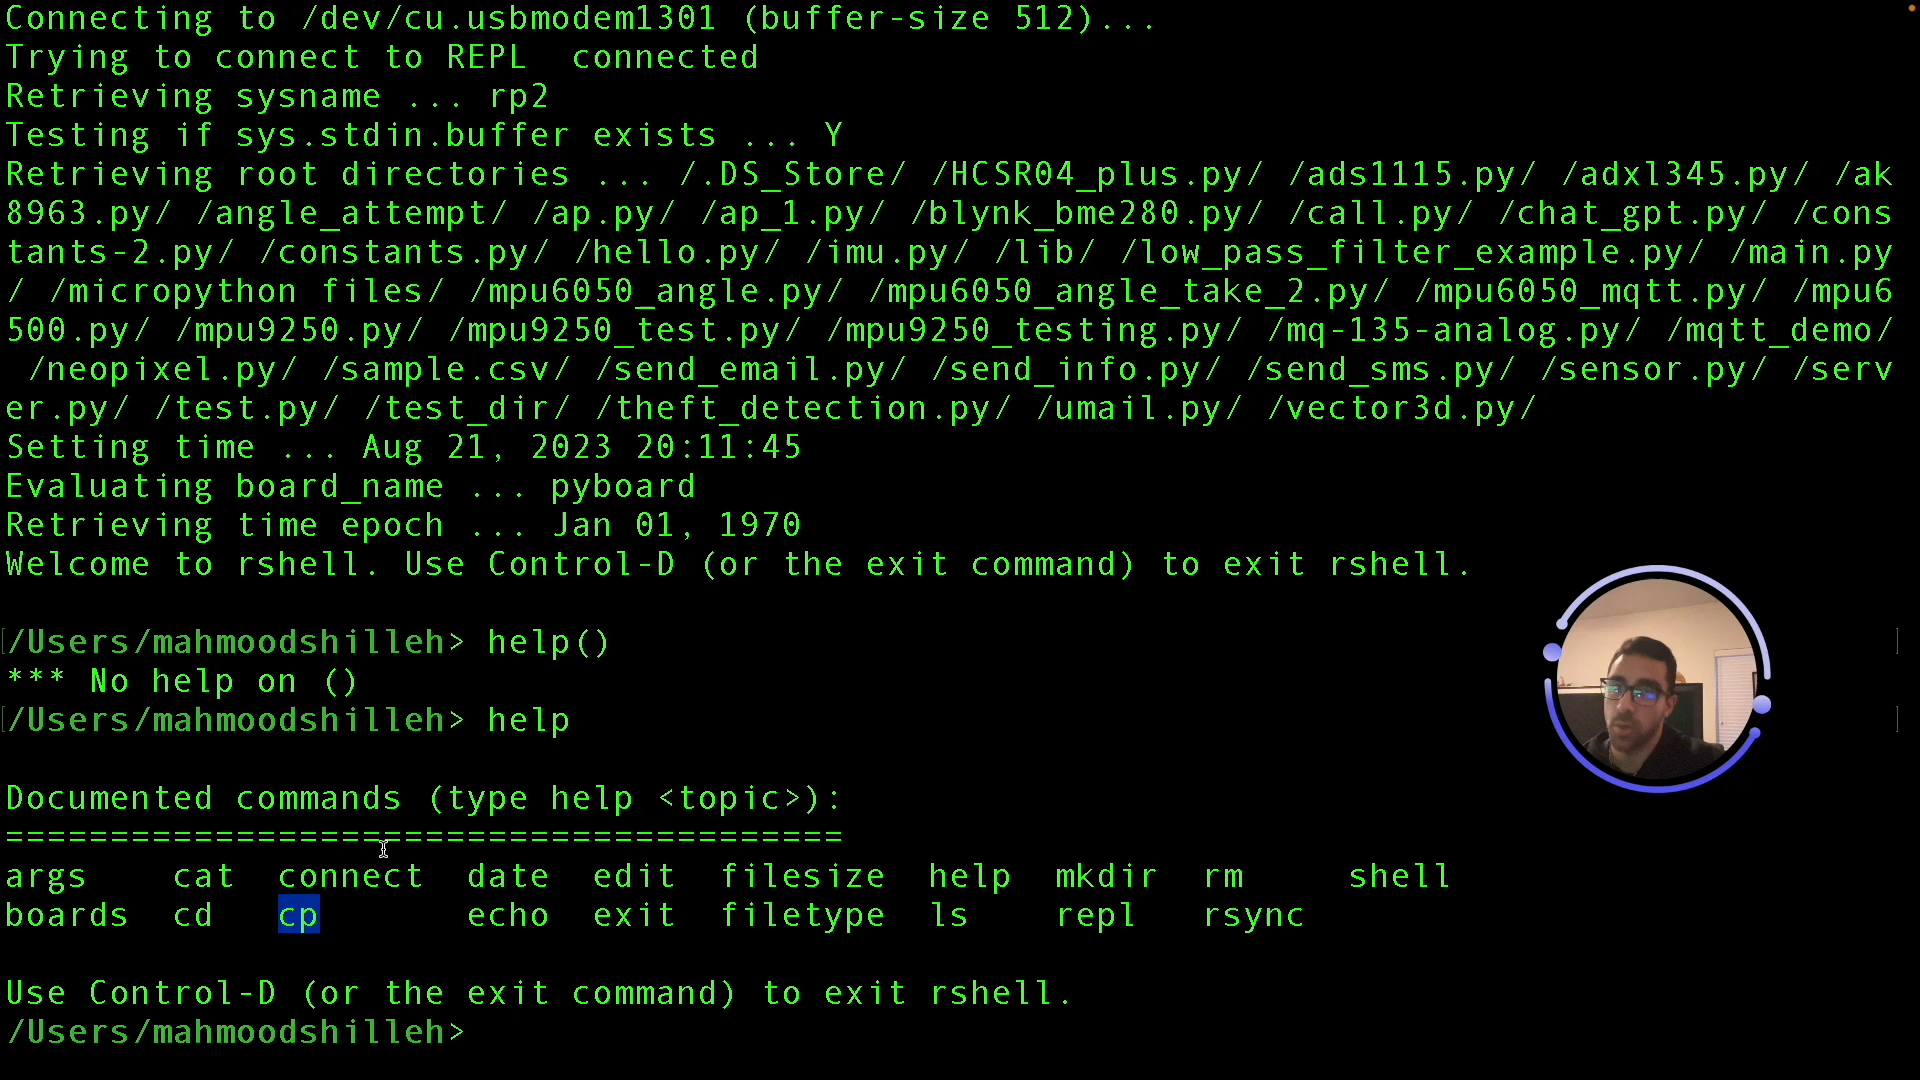 Connecting to /dev/cu.usbmodem1301 (buffer-size 512)...
Trying to connect to REPL  connected
Retrieving sysname ... rp2
Testing if sys.stdin.buffer exists ... Y
Retrieving root directories ... /.DS_Store/ /HCSR04_plus.py/ /ads1115.py/ /adxl345.py/ /ak
8963.py/ /angle_attempt/ /ap.py/ /ap_1.py/ /blynk_bme280.py/ /call.py/ /chat_gpt.py/ /cons
tants-2.py/ /constants.py/ /hello.py/ /imu.py/ /lib/ /low_pass_filter_example.py/ /main.py
/ /micropython files/ /mpu6050_angle.py/ /mpu6050_angle_take_2.py/ /mpu6050_mqtt.py/ /mpu6
500.py/ /mpu9250.py/ /mpu9250_test.py/ /mpu9250_testing.py/ /mq-135-analog.py/ /mqtt_demo/
 /neopixel.py/ /sample.csv/ /send_email.py/ /send_info.py/ /send_sms.py/ /sensor.py/ /serv
er.py/ /test.py/ /test_dir/ /theft_detection.py/ /umail.py/ /vector3d.py/
Setting time ... Aug 21, 2023 20:11:45
Evaluating board_name ... pyboard
Retrieving time epoch ... Jan 01, 1970
Welcome to rshell. Use Control-D (or the exit command) to exit rshell.
[/Users/mahmoodshilleh> help() ]
*** No help on ()
[/Users/mahmoodshilleh> help ]
Documented commands (type help <topic>):
========================================
args    cat  connect  date  edit  filesize  help  mkdir  rm     shell
boards  cd   cp       echo  exit  filetype  ls    repl   rsync
Use Control-D (or the exit command) to exit rshell.
/Users/mahmoodshilleh>